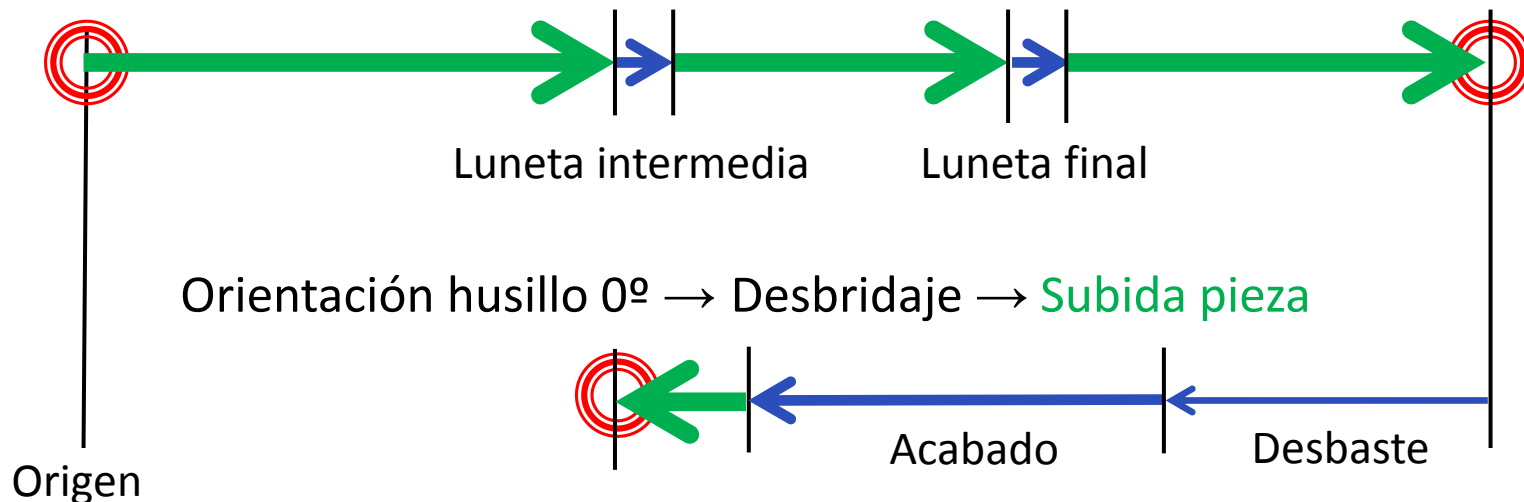 Luneta intermedia
Luneta final
Orientación husillo 0º → Desbridaje → Subida pieza
Acabado
Desbaste
Origen